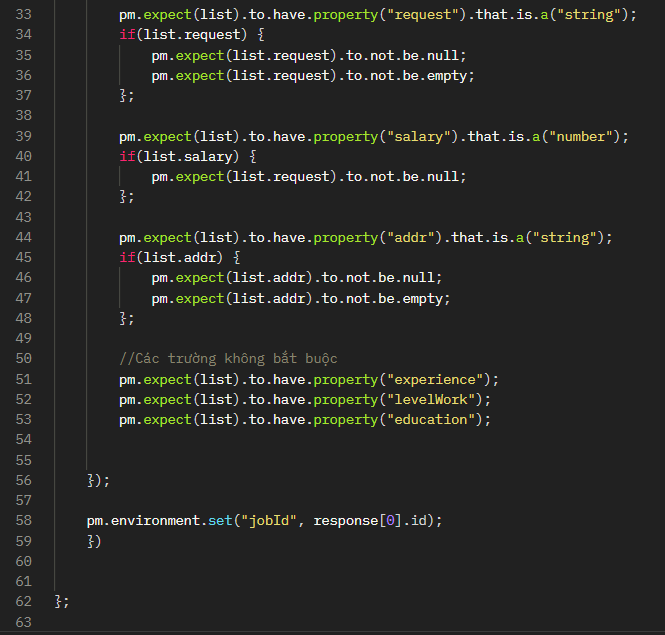 33 pm.expect(list).to.have.property("request").that.is.a("string");
34 if(list.request) {
35 pm.expect(list.request).to.not.be.null;
36 pm.expect(list.request).to.not.be.empty;
37 };
38
39 pm.expect(list).to.have.property("salary").that.is.a("number");
40 if(list.salary) {
41 pm.expect(list.request).to.not.be.null;
42 };
43
44 pm.expect(list).to.have.property("addr").that.is.a("string");
45 if(list.addr) {
46 pm.expect(list.addr).to.not.be.null;
47 pm.expect(list.addr).to.not.be.empty;
48 };
49
50 //Các trường không bắt buộc
51 pm.expect(list).to.have.property("experience");
52 pm.expect(list).to.have.property("levelWork");
53 pm.expect(list).to.have.property("education");
54
55
56 });
57
58 pm.environment.set("jobId", response[0].id);
59 })
60
61
62 };
63